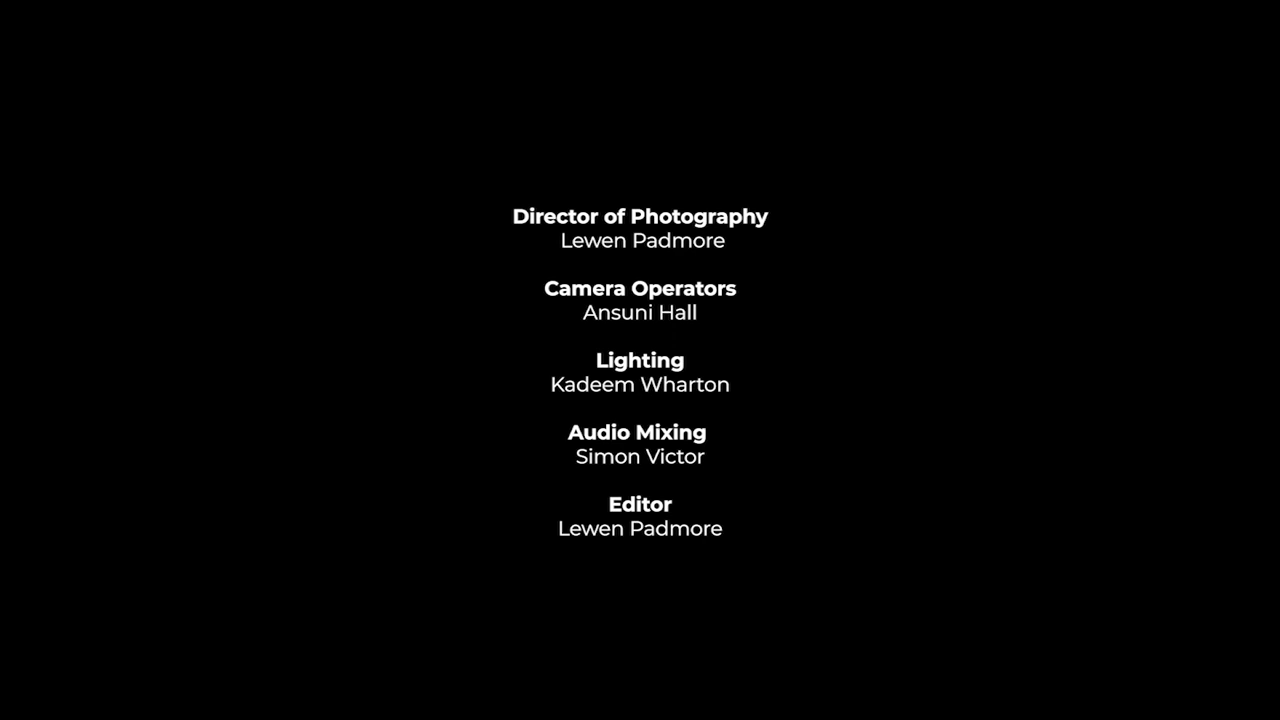 Director of Photography
Lewen Padmore
Camera Operators
Ansuni Hall
Lighting
Kadeem Wharton
Audio Mixing
Simon Victor
Editor
Lewen Padmore